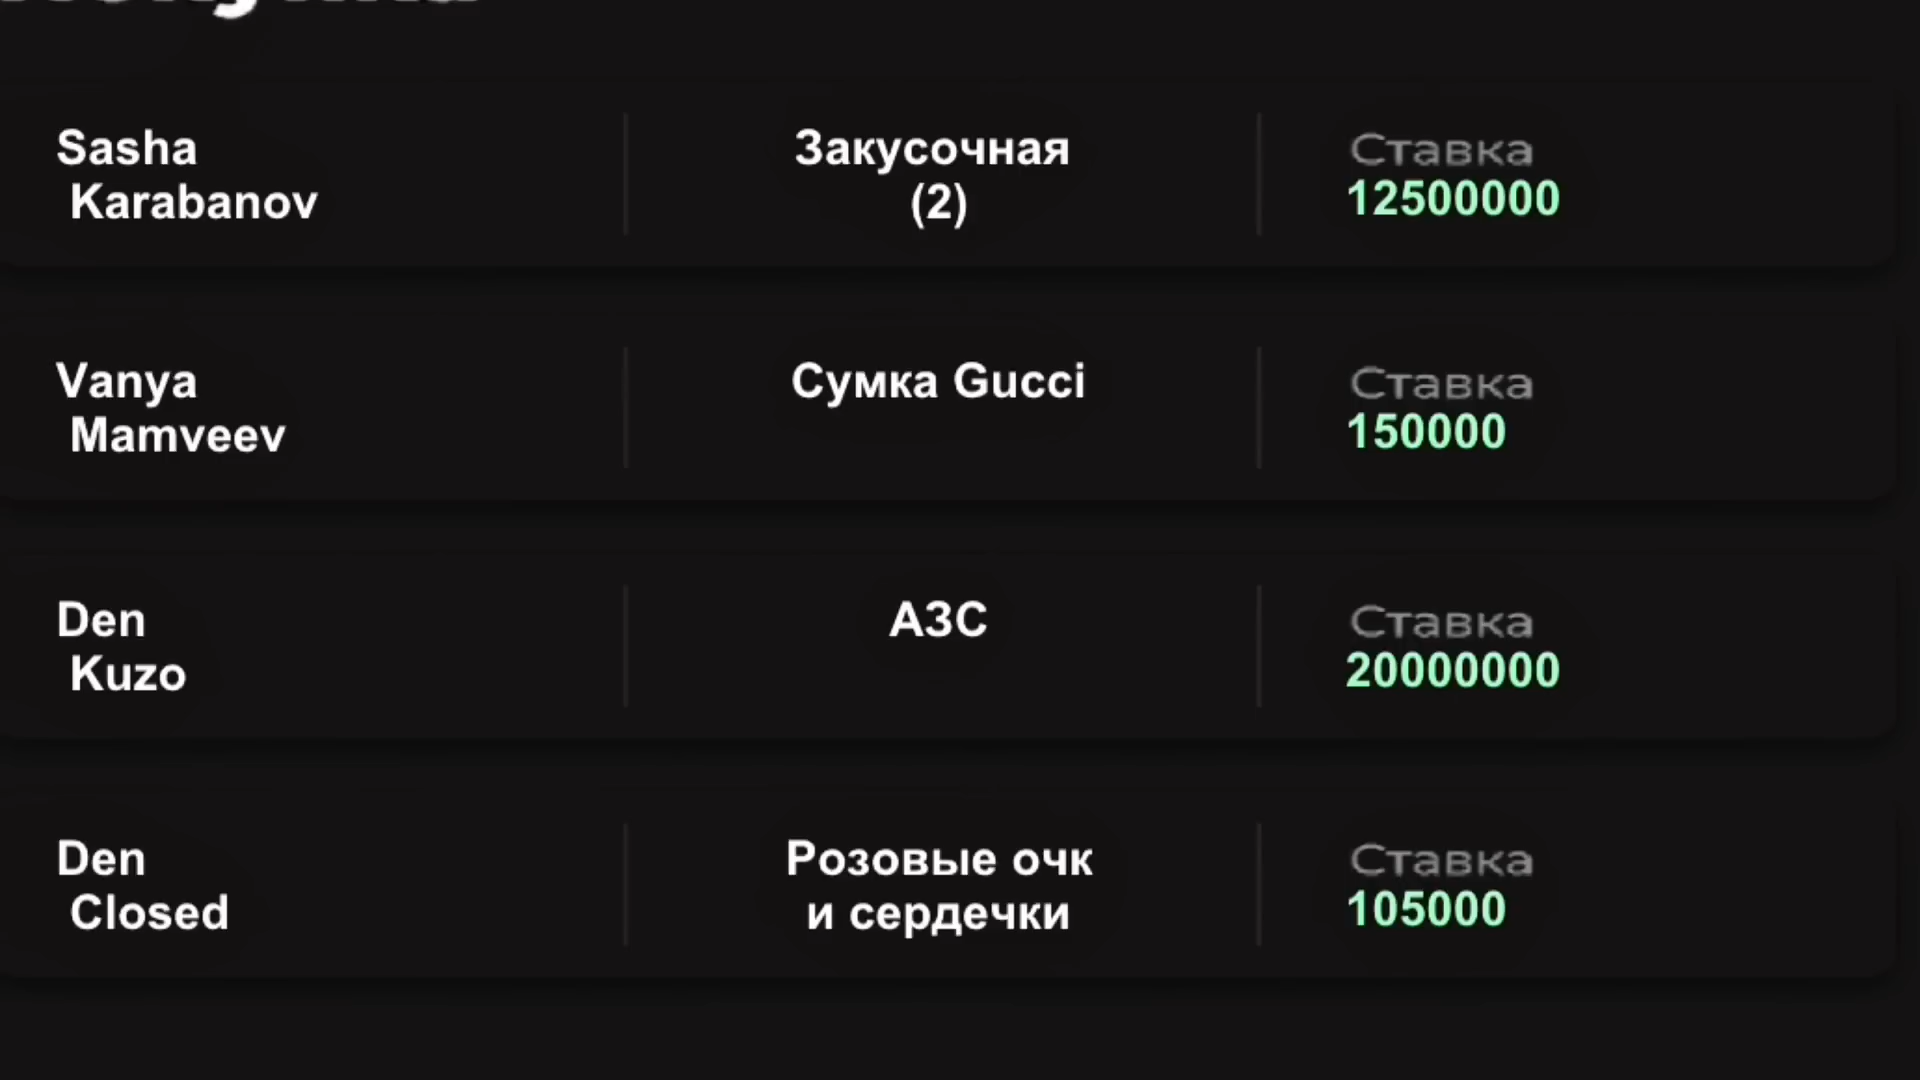 Sasha
Karabanov
Закусочная
(2)
Ставка
12500000
Vanya
Mamveev
Сумка Gucci
Ставка
150000
Den
Kuzo
АЗС
Ставка
20000000
Den
Closed
Розовые очк
и сердечки
Ставка
105000